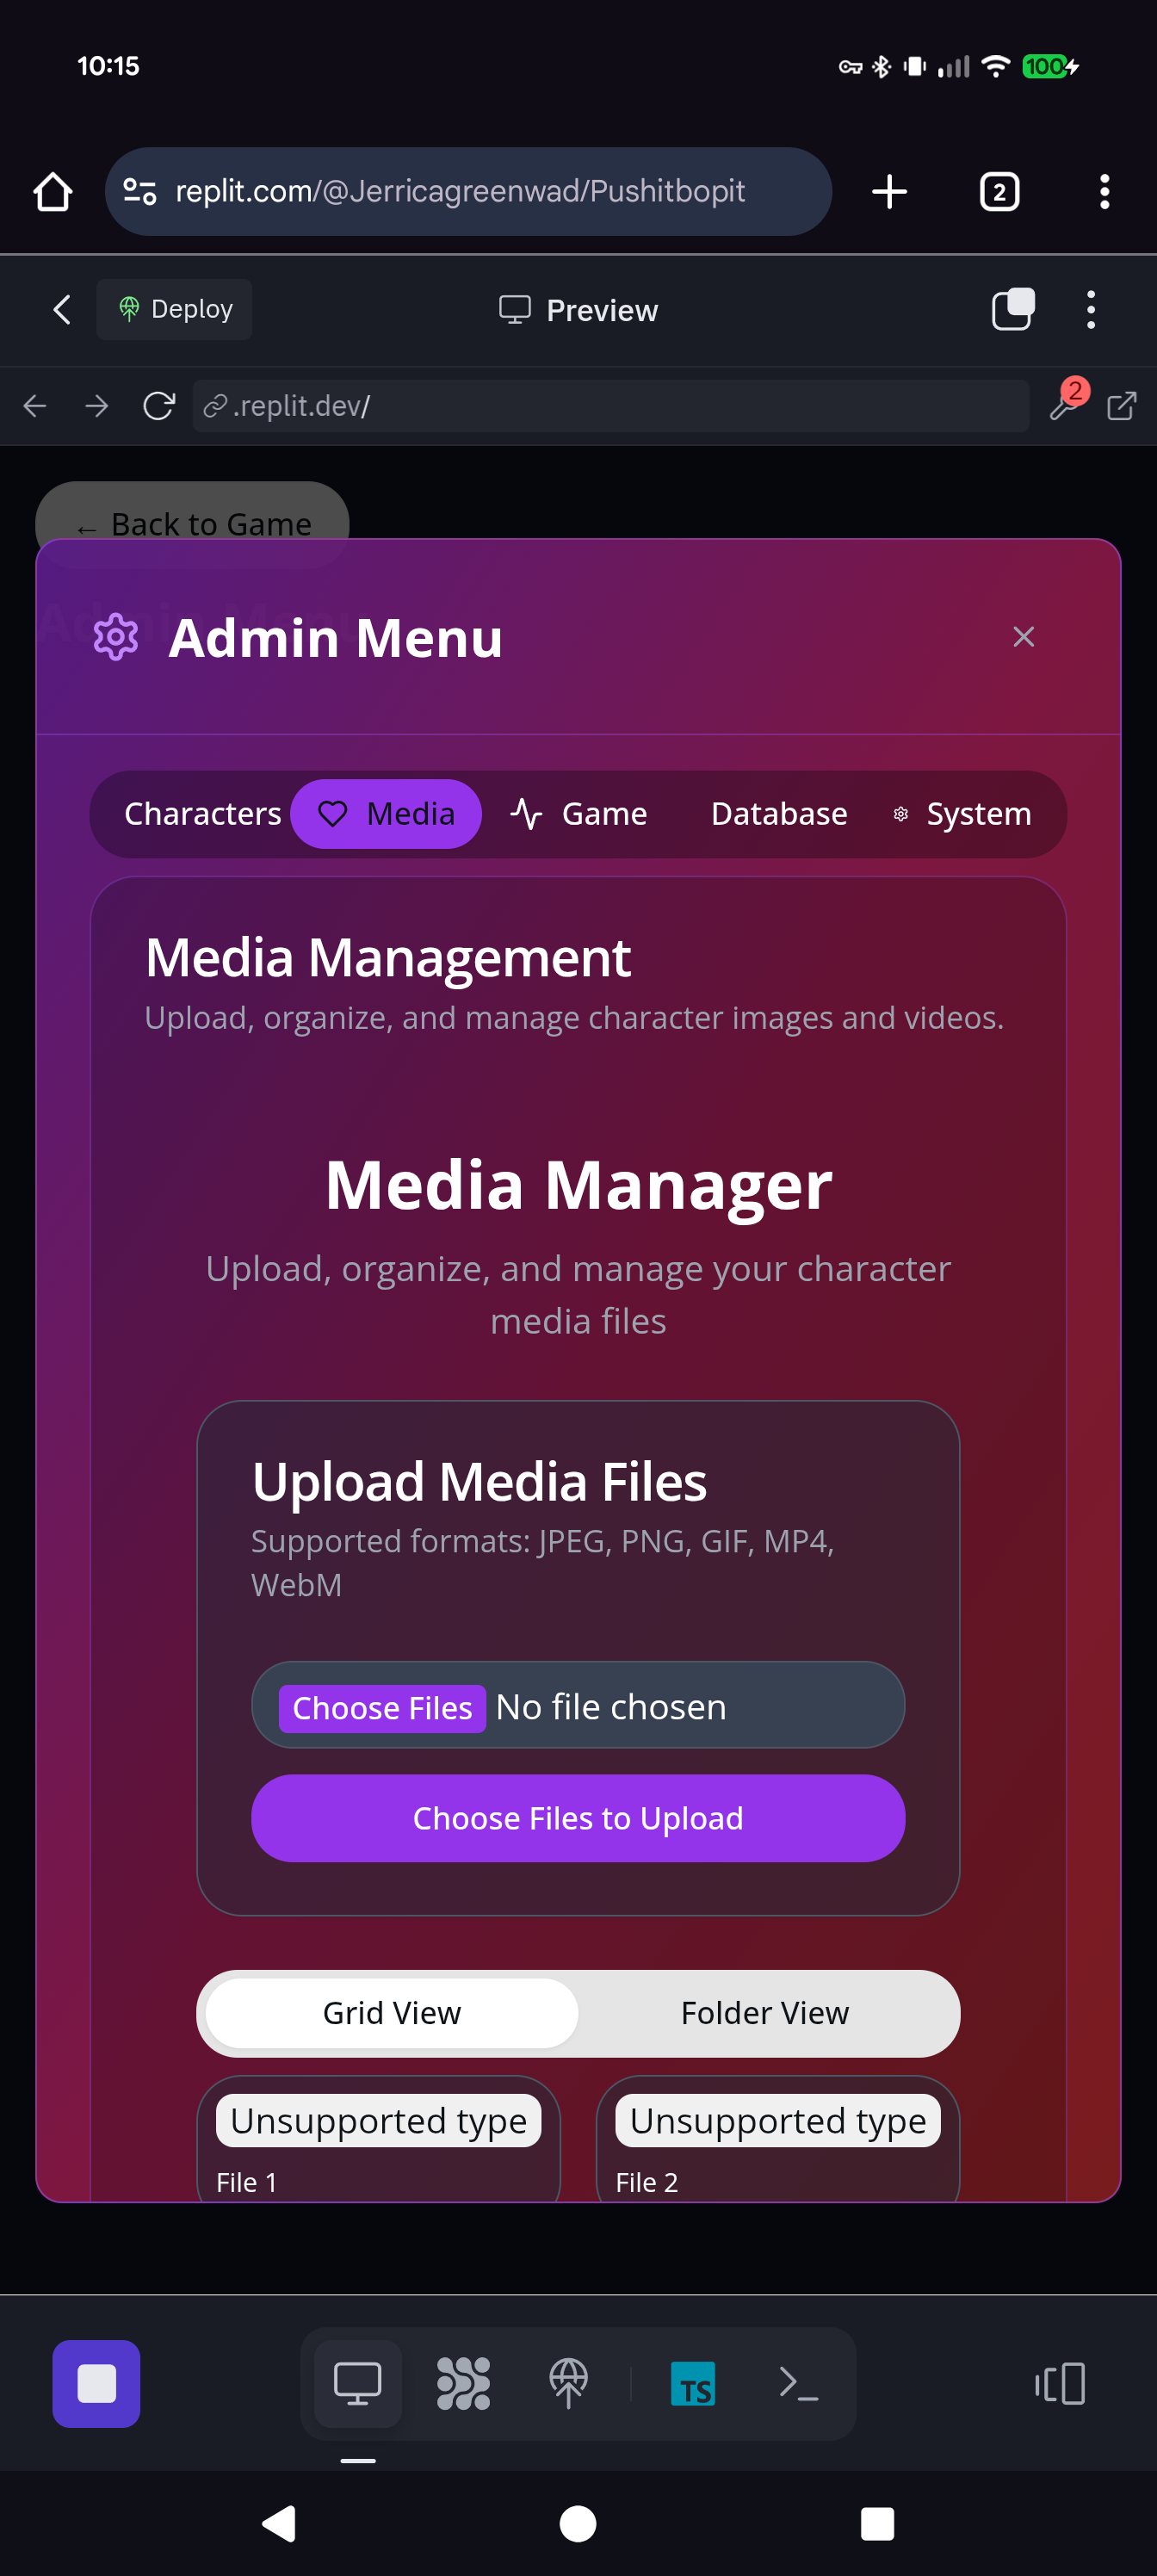 10:15
100
replit.com/@Jerricagreenwad/Pushitbopit
2
Deploy
Preview
.replit.dev/
2
← Back to Game
Admin Menu
Characters
Media
Game
Database
System
Media Management
Upload, organize, and manage character images and videos.
Media Manager
Upload, organize, and manage your character
media files
Upload Media Files
Supported formats: JPEG, PNG, GIF, MP4,
WebM
Choose Files No file chosen
Choose Files to Upload
Grid View
Folder View
Unsupported type
Unsupported type
File 1
File 2
TS